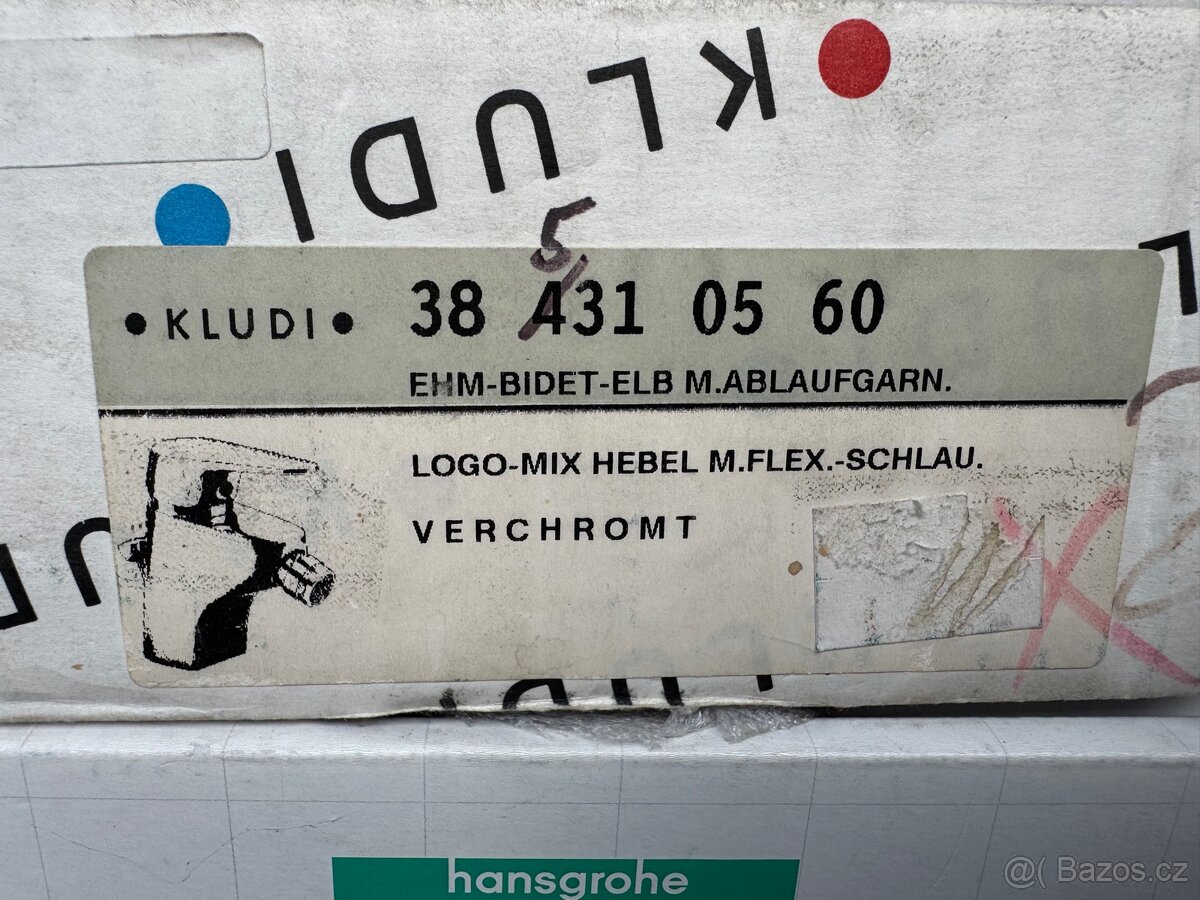 KLUDI
5
• KLUDI • 38 431 05 60
EHM-BIDET-ELB M.ABLAUFGARN.
LOGO-MIX HEBEL M.FLEX.-SCHLAU.
VERCHROMT
hansgrohe
@( Bazos.cz